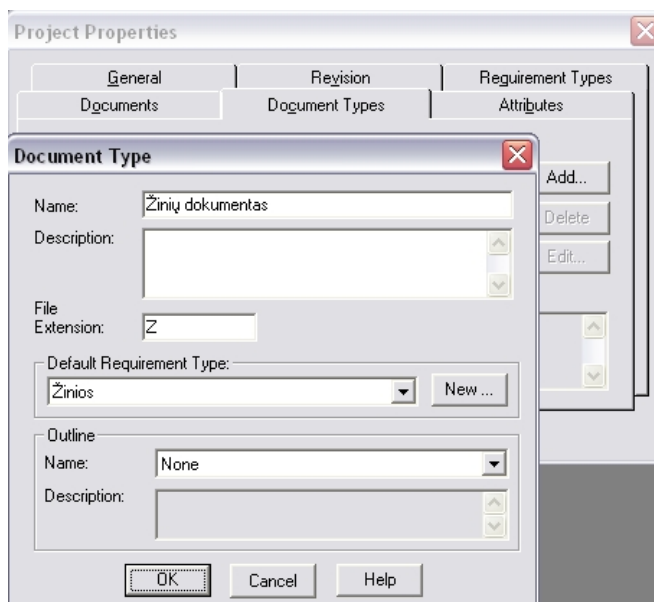 Project Properties
General Revision Requirement Types
Documents Document Types Attributes
Document Type
Add...
Name: Žinių dokumentas
Delete
Description:
Edit...
File
Extension: Z
Default Requirement Type:
Žinios New ...
Outline
Name: None
Description:
OK Cancel Help